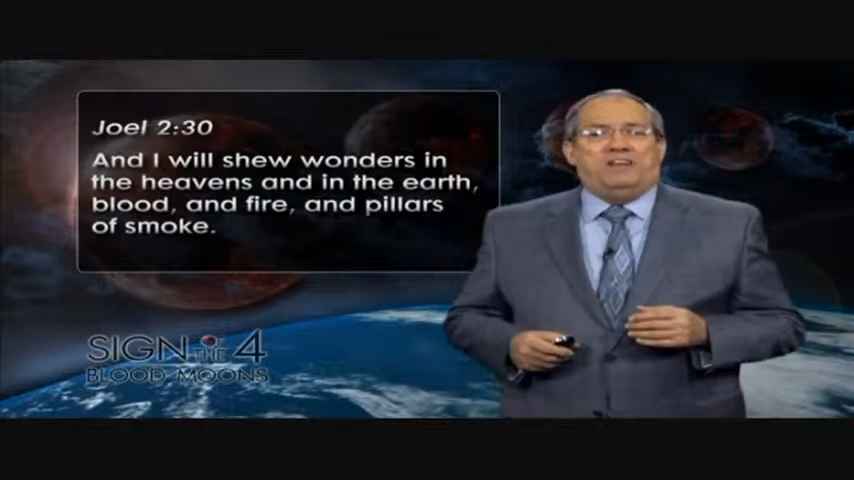 Joel 2:30
And I will shew wonders in
the heavens and in the earth,
blood, and fire, and pillars
of smoke.
SIGN OF THE 4
BLOOD MOONS